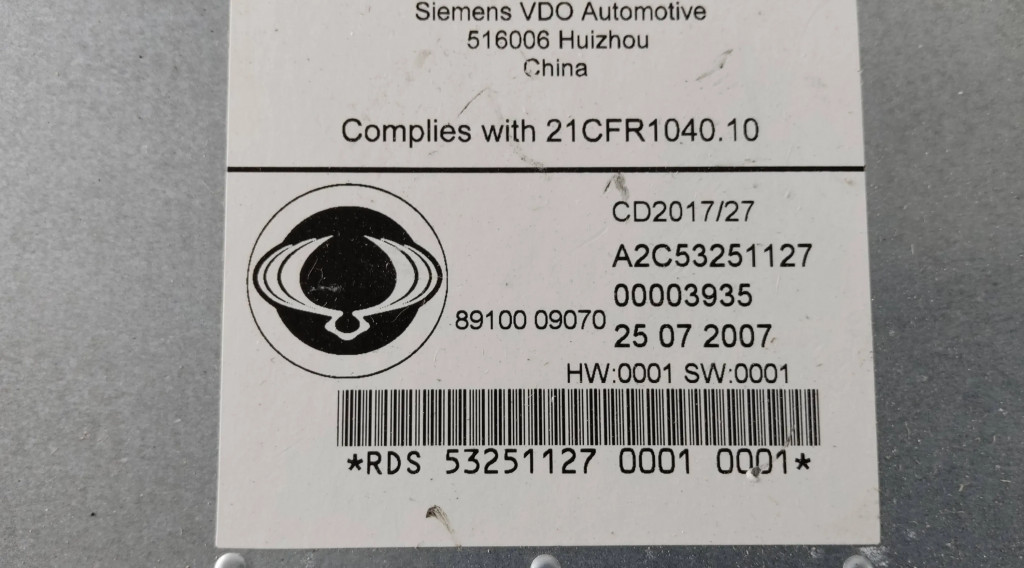 Siemens VDO Automotive
516006 Huizhou
China
Complies with 21CFR1040.10
CD2017/27
A2C53251127
00003935
89100 09070
25 07 2007
HW:0001 SW:0001
*RDS 53251127 0001 0001*